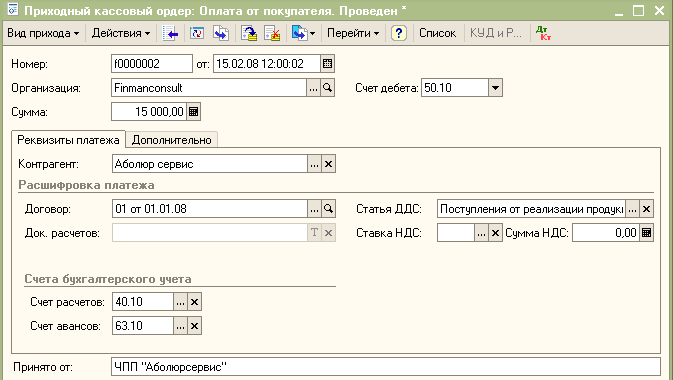 Приходный кассовый ордер: Оплата от покупателя. Проведен *
Вид прихода Действия Перейти ? Список КУД и Р... Дт Кт
Номер: f0000002 от: 15.02.08 12:00:02
Организация: Finmanconsult ... Счет дебета: 50.10
Сумма: 15 000,00
Реквизиты платежа Дополнительно
Контрагент: Аболюр сервис ... ×
Расшифровка платежа
Договор: 01 от 01.01.08 ... Статья ДДС: Поступления от реализации продукц ... ×
Док. расчетов: T × Ставка НДС: ... × Сумма НДС: 0,00
Счета бухгалтерского учета
Счет расчетов: 40.10 ... ×
Счет авансов: 63.10 ... ×
Принято от: ЧПП "Аболюрсервис"